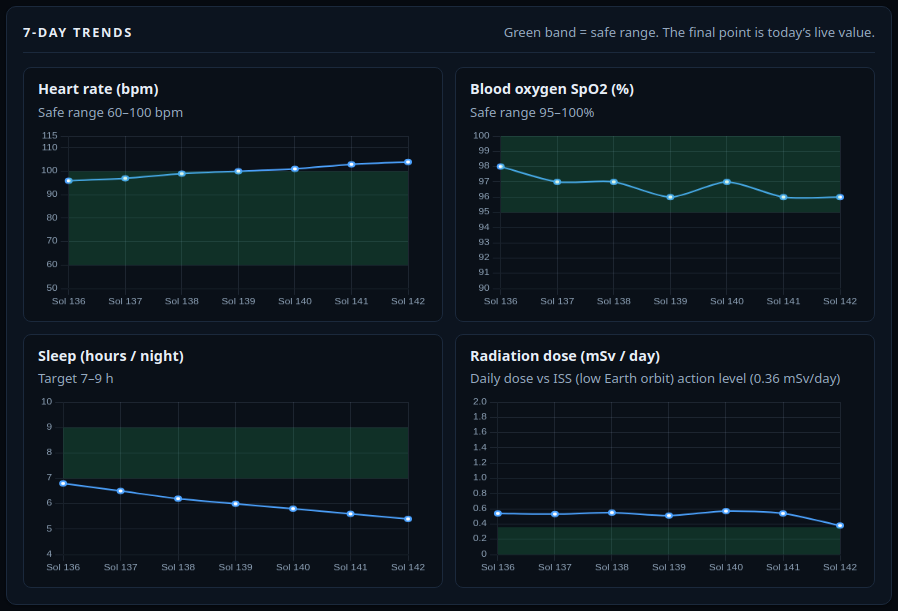 7-DAY TRENDS
Green band = safe range. The final point is today's live value.
Heart rate (bpm)
Safe range 60–100 bpm
115
110
100
90
80
70
60
50
Sol 136 Sol 137 Sol 138 Sol 139 Sol 140 Sol 141 Sol 142
Blood oxygen SpO2 (%)
Safe range 95–100%
100
99
98
97
96
95
94
93
92
91
90
Sol 136 Sol 137 Sol 138 Sol 139 Sol 140 Sol 141 Sol 142
Sleep (hours / night)
Target 7–9 h
10
9
8
7
6
5
4
Sol 136 Sol 137 Sol 138 Sol 139 Sol 140 Sol 141 Sol 142
Radiation dose (mSv / day)
Daily dose vs ISS (low Earth orbit) action level (0.36 mSv/day)
2.0
1.8
1.6
1.4
1.2
1.0
0.8
0.6
0.4
0.2
0
Sol 136 Sol 137 Sol 138 Sol 139 Sol 140 Sol 141 Sol 142